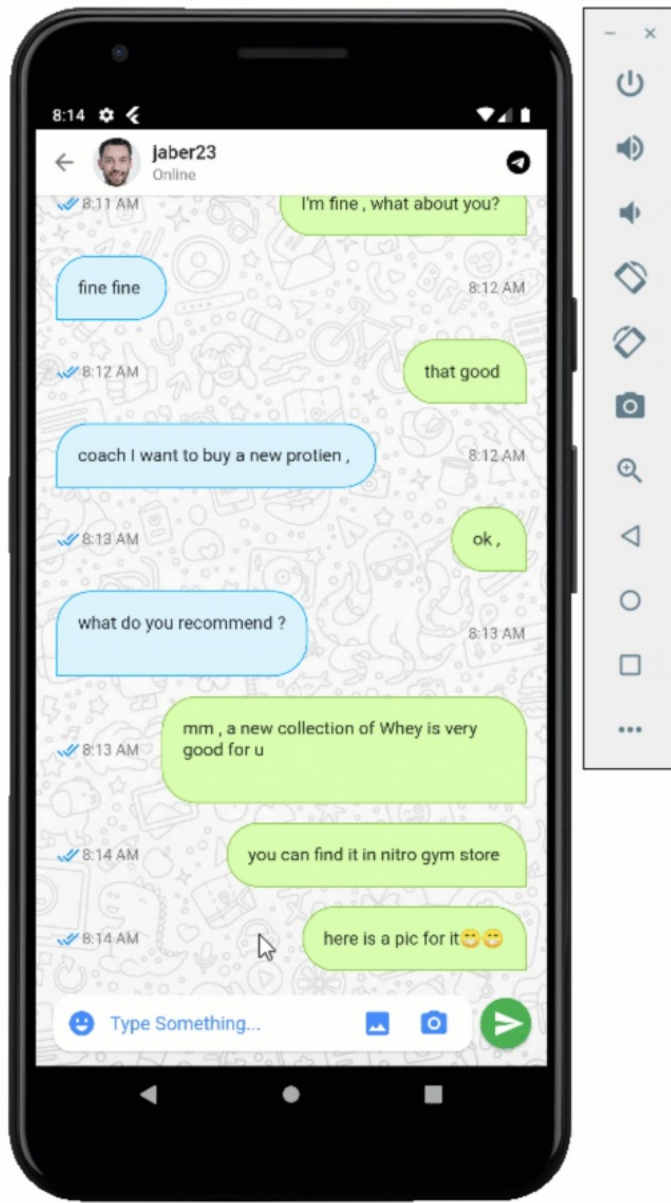 8:14
jaber23
Online
8:11 AM
I'm fine , what about you?
fine fine
8:12 AM
8:12 AM
that good
coach I want to buy a new protien ,
8:12 AM
8:13 AM
ok ,
what do you recommend ?
8:13 AM
mm , a new collection of Whey is very
good for u
8:13 AM
8:14 AM
you can find it in nitro gym store
8:14 AM
here is a pic for it😁😁
Type Something...